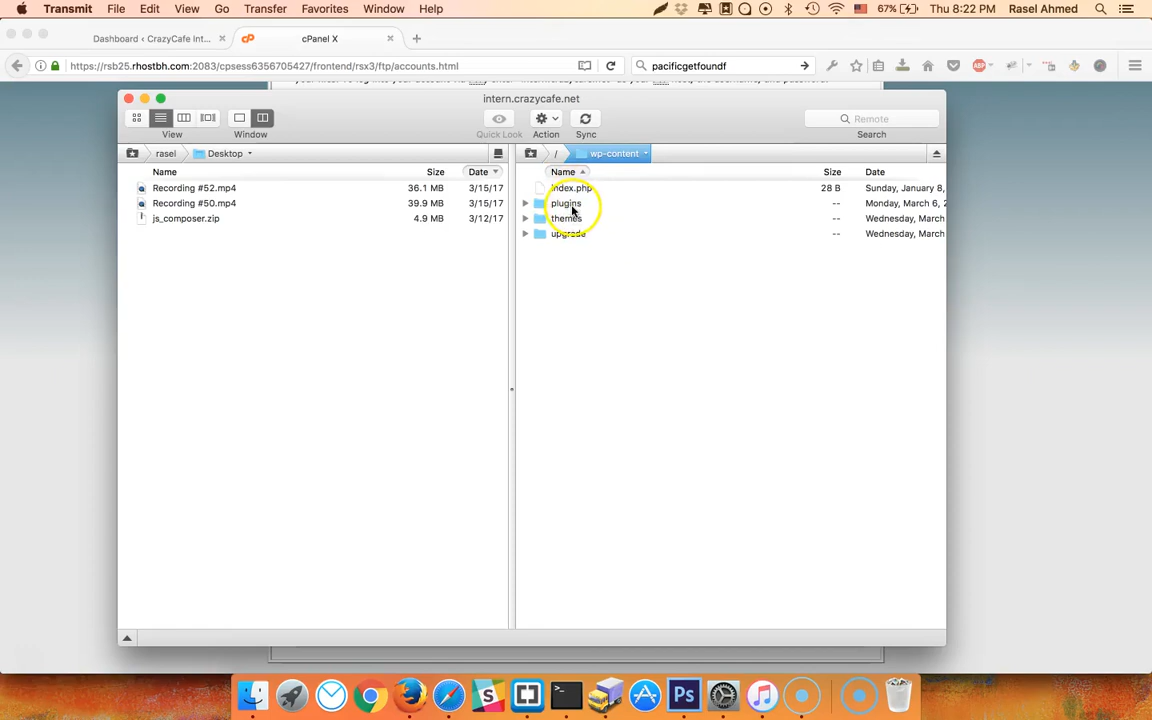 Transmit File Edit View Go Transfer Favorites Window Help 67% Thu 8:22 PM Rasel Ahmed
Dashboard ‹ CrazyCafe Int... cPanel X
https://rsb25.rhostbh.com:2083/cpsess6356705427/frontend/rsx3/ftp/accounts.html pacificgetfoundf
intern.crazycafe.net
View Window Quick Look Action Sync Remote Search
rasel Desktop / wp-content
Name Size Date Name Size Date
Recording #52.mp4 36.1 MB 3/15/17 index.php 28 B Sunday, January 8,
Recording #50.mp4 39.9 MB 3/15/17 plugins -- Monday, March 6, 2
js_composer.zip 4.9 MB 3/12/17 themes -- Wednesday, March
upgrade -- Wednesday, March